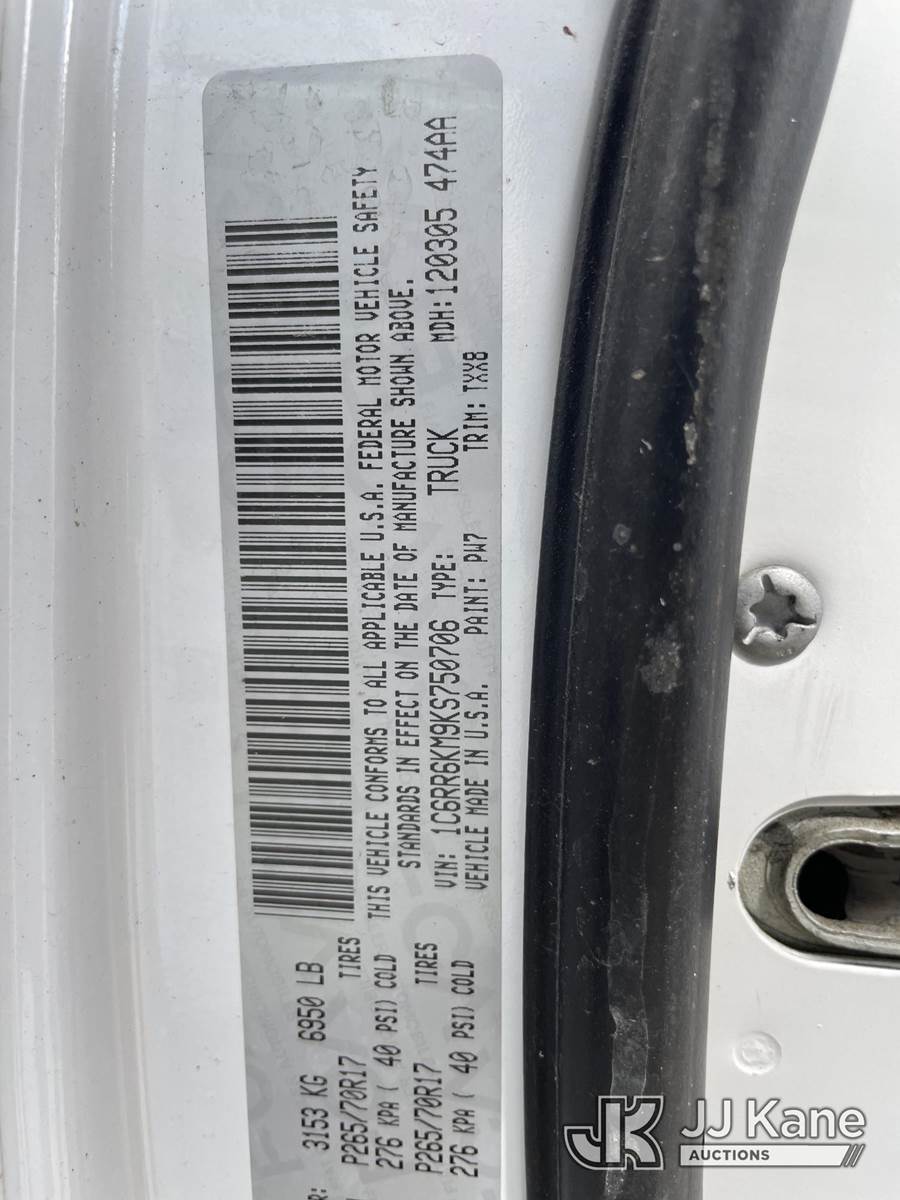 3153 KG 6950 LB
P265/70R17 TIRES
276 KPA ( 40 PSI) COLD
P265/70R17 TIRES
276 KPA ( 40 PSI) COLD
THIS VEHICLE CONFORMS TO ALL APPLICABLE U.S.A. FEDERAL MOTOR VEHICLE SAFETY
STANDARDS IN EFFECT ON THE DATE OF MANUFACTURE SHOWN ABOVE.
VIN: 1C6RR6KM9KS750706 TYPE: TRUCK MDH:120305 474AA
VEHICLE MADE IN U.S.A. PAINT: PW7 TRIM: TXX8
JK JJ Kane
AUCTIONS